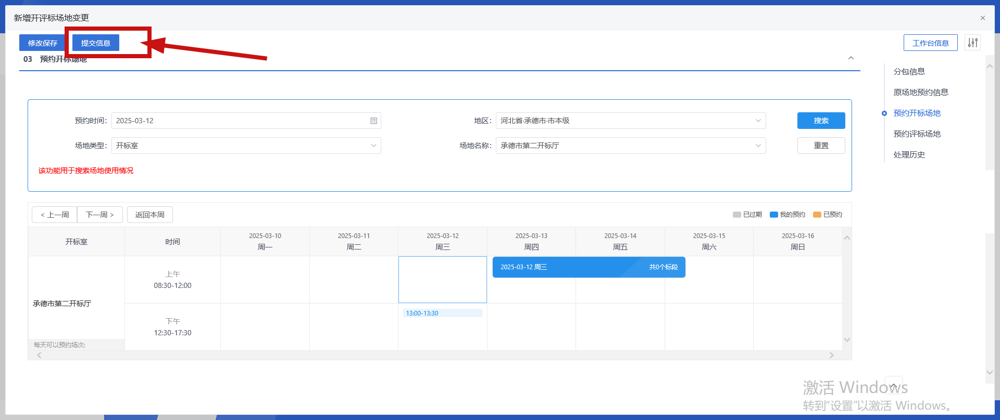 新增开评标场地变更
×
修改保存
提交信息
工作台信息
03 预约开标场地
预约时间：
2025-03-12
地区：
河北省·承德市·市本级
搜索
场地类型：
开标室
场地名称：
承德市第二开标厅
重置
该功能用于搜索场地使用情况
< 上一周
下一周 >
返回本周
已过期
我的预约
已预约
开标室
时间
2025-03-10
周一
2025-03-11
周二
2025-03-12
周三
2025-03-13
周四
2025-03-14
周五
2025-03-15
周六
2025-03-16
周日
上午
08:30-12:00
2025-03-12 周三
共0个标段
承德市第二开标厅
下午
12:30-17:30
13:00-13:30
每天可以预约场次:
分包信息
原场地预约信息
预约开标场地
预约评标场地
处理历史
激活 Windows
转到“设置”以激活 Windows。